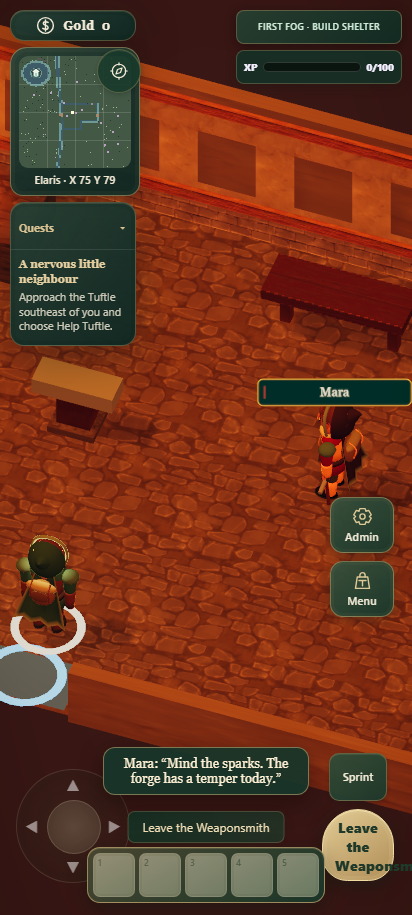 Gold 0
FIRST FOG · BUILD SHELTER
XP 0/100
Elaris · X 75 Y 79
Quests
A nervous little
neighbour
Approach the Tuftle
southeast of you and
choose Help Tuftle.
Mara
Admin
Menu
Mara: “Mind the sparks. The
forge has a temper today.”
Sprint
Leave the Weaponsmith
Leave
the
Weaponsm
1 2 3 4 5